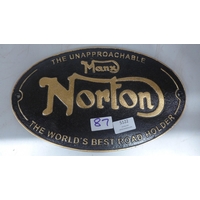 THE UNAPPROACHABLE
Manx
Norton
87
THE WORLD'S BEST ROAD HOLDER